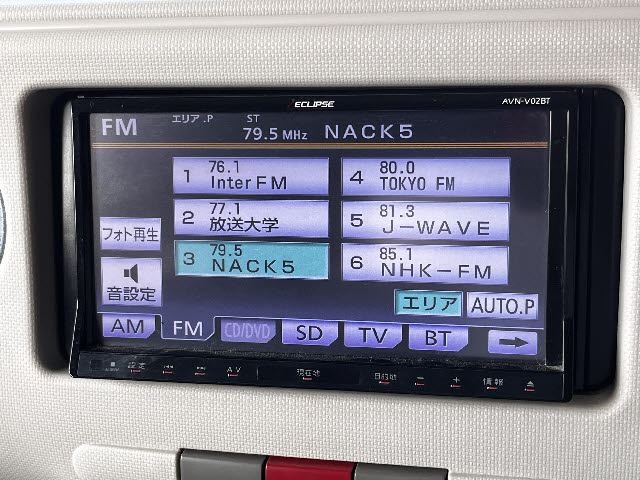 ECLIPSE
AVN-V02BT
FM エリア.P ST 79.5 MHz NACK5
1 76.1 InterFM
4 80.0 TOKYO FM
2 77.1 放送大学
5 81.3 J-WAVE
3 79.5 NACK5
6 85.1 NHK-FM
フォト再生
音設定
エリア AUTO.P
AM FM CD/DVD SD TV BT
設定 AV 現在地 目的地 − + 情報